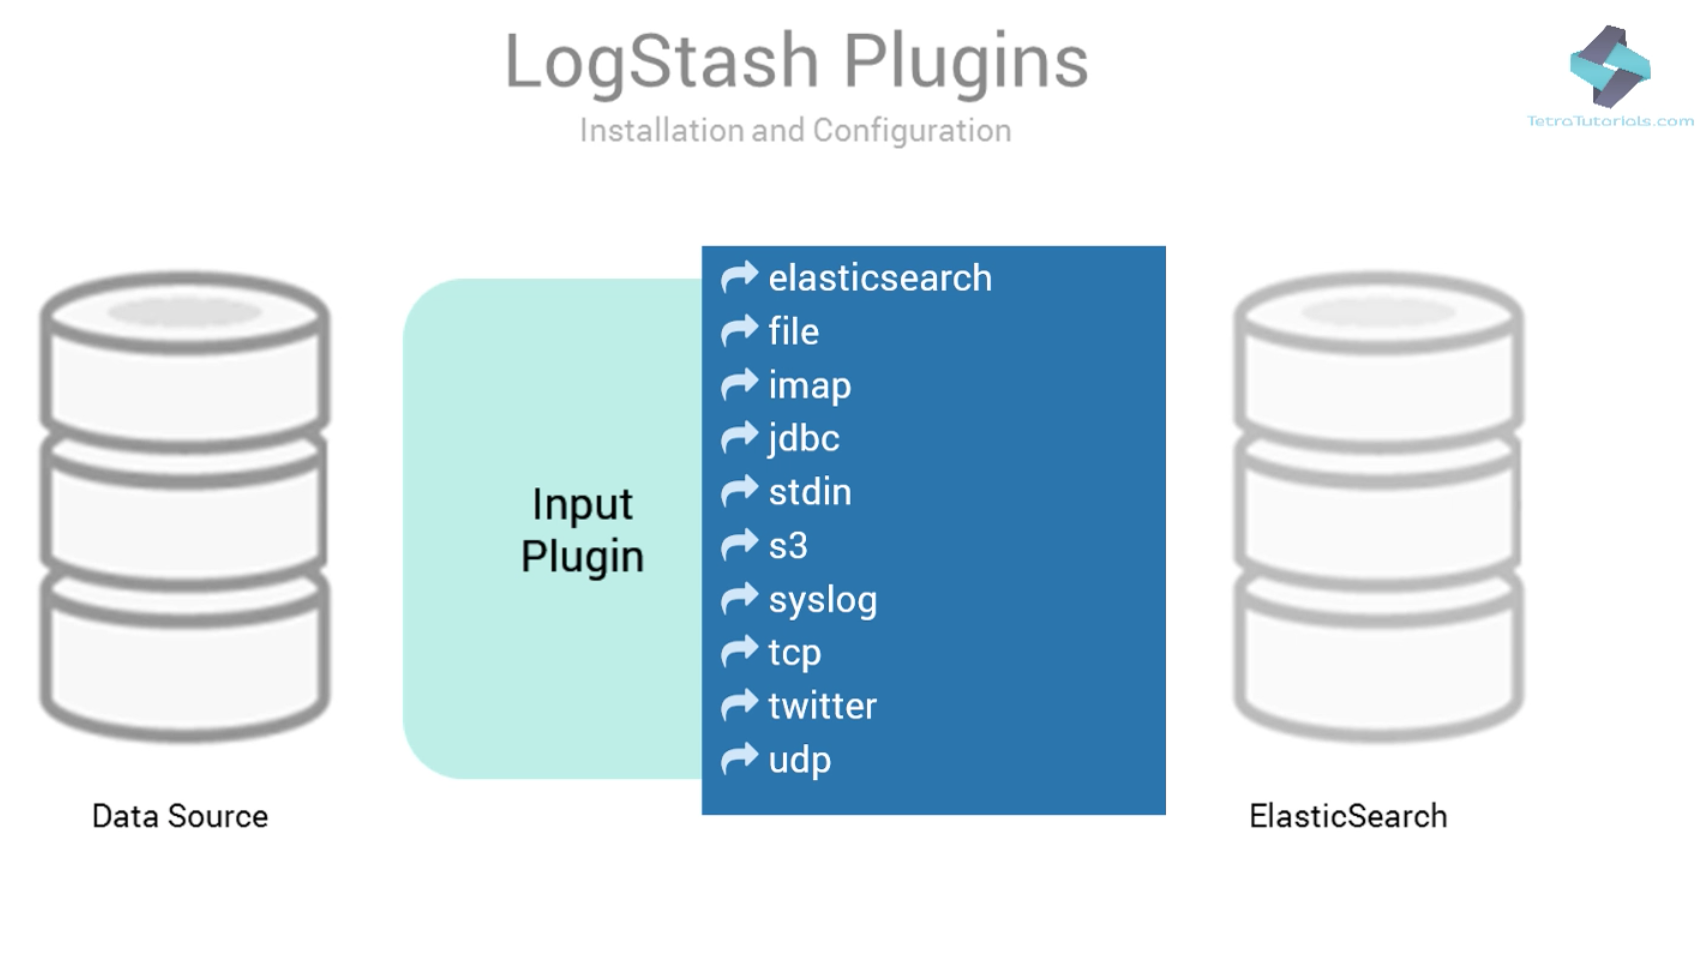 LogStash Plugins
Installation and Configuration
TetraTutorials.com
Input
Plugin
elasticsearch
file
imap
jdbc
stdin
s3
syslog
tcp
twitter
udp
Data Source
ElasticSearch